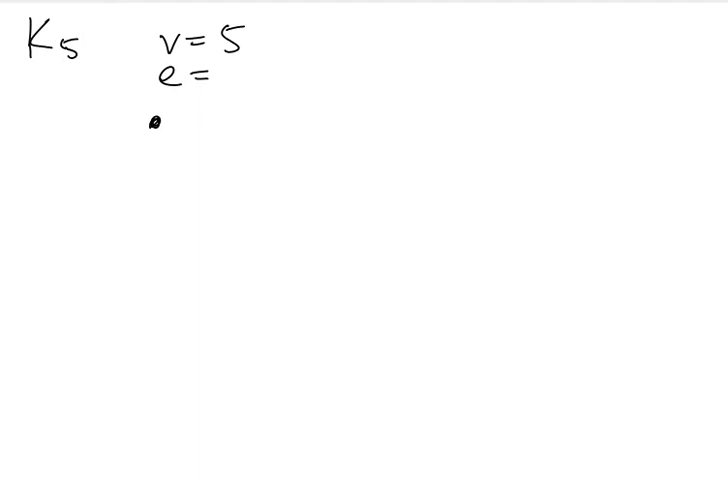 K5 v = 5
e =